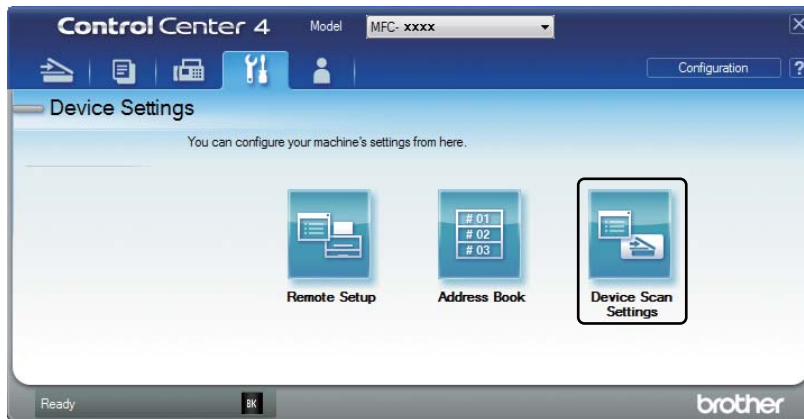 Control Center 4 Model MFC- xxxx X
Configuration ?
Device Settings
You can configure your machine's settings from here.
# 01
# 02
# 03
Remote Setup Address Book Device Scan
Settings
Ready BK brother